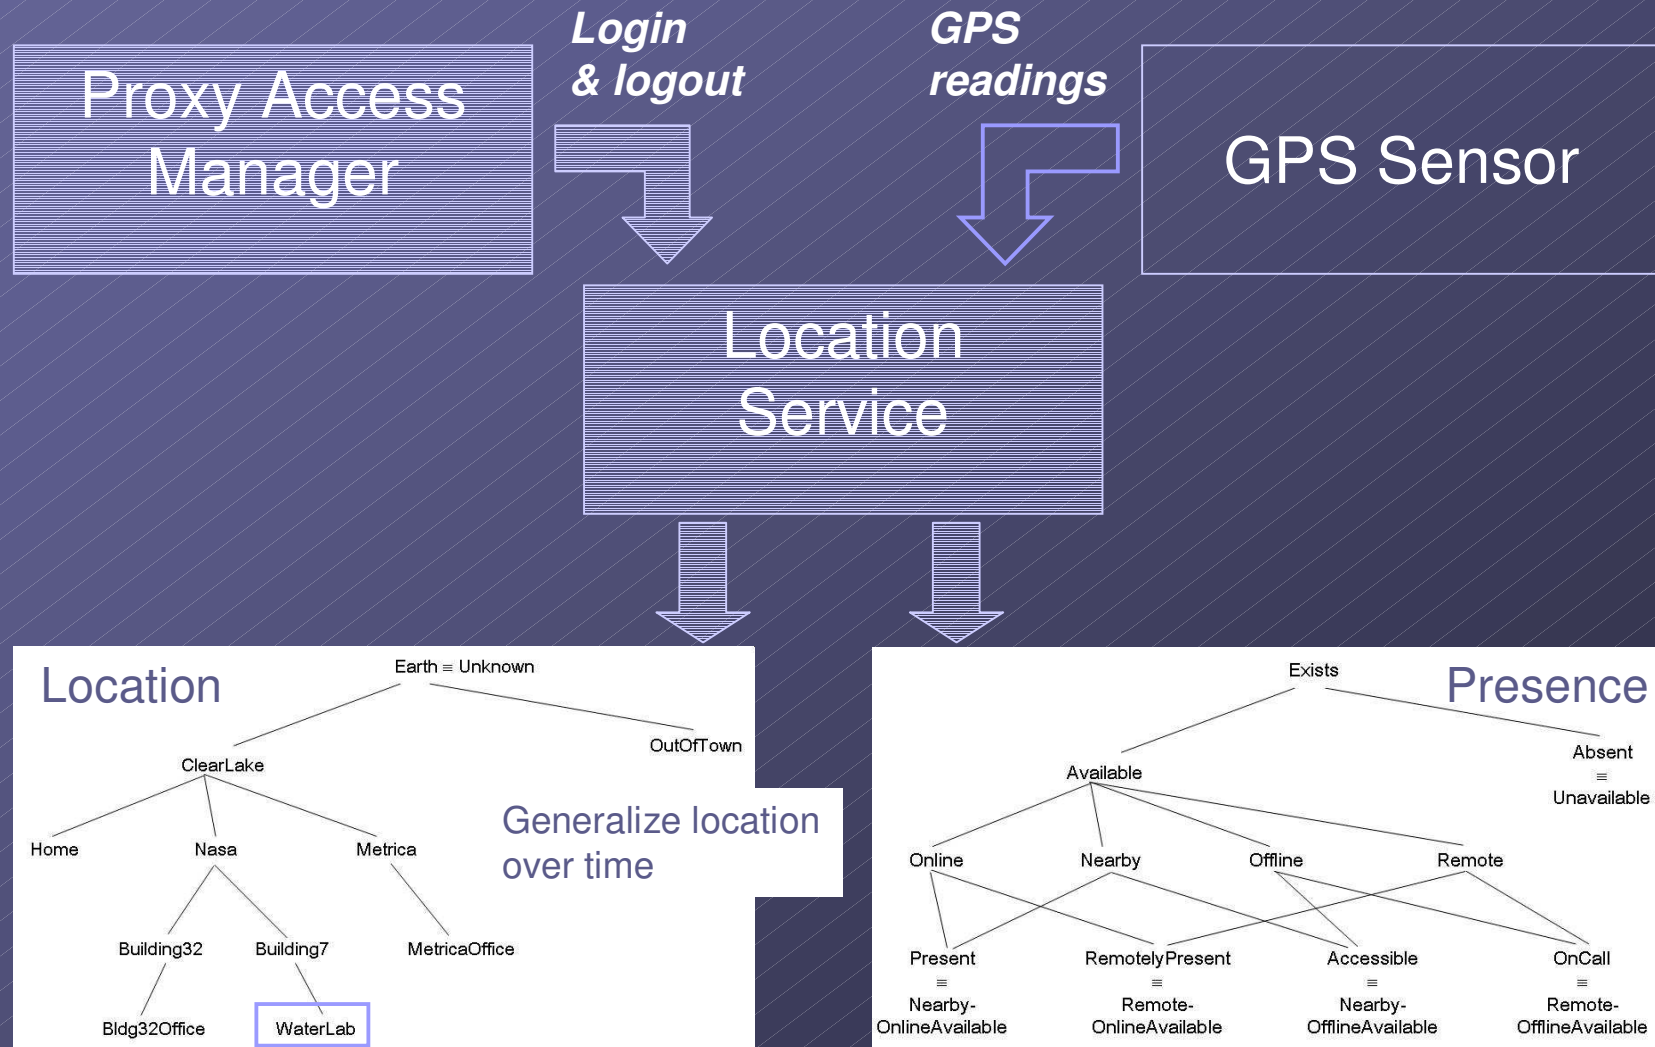 Proxy Access
Manager
Login
& logout
GPS
readings
GPS Sensor
Location
Service
Location
Earth ≡ Unknown
OutOfTown
ClearLake
Generalize location
over time
Home
Nasa
Metrica
Building32
Building7
MetricaOffice
Bldg32Office
WaterLab
Presence
Exists
Absent
≡
Unavailable
Available
Online
Nearby
Offline
Remote
Present
≡
Nearby-
OnlineAvailable
RemotelyPresent
≡
Remote-
OnlineAvailable
Accessible
≡
Nearby-
OfflineAvailable
OnCall
≡
Remote-
OfflineAvailable